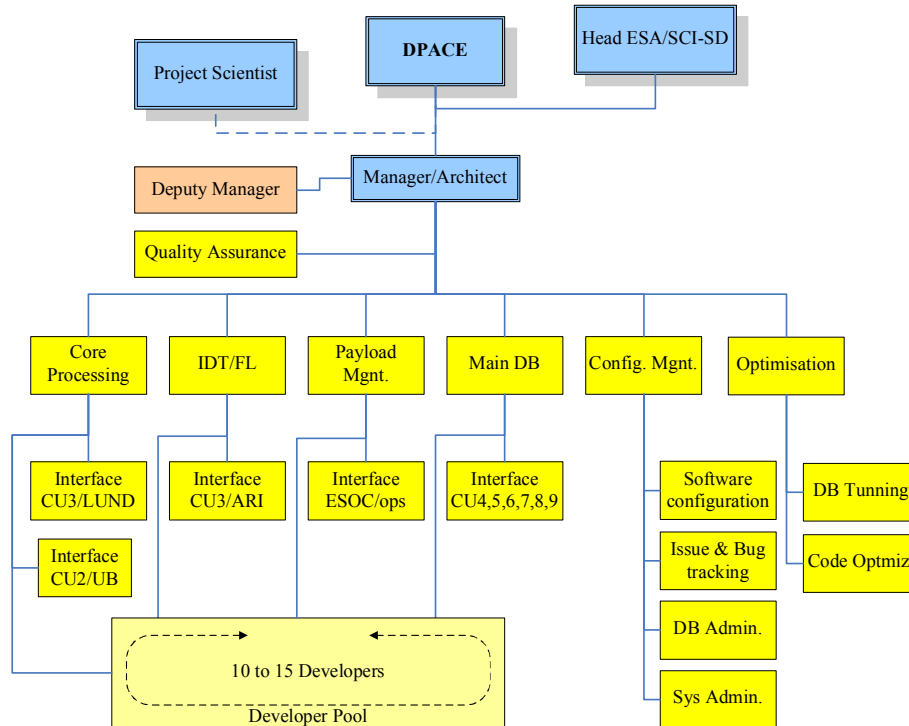 Head ESA/SCI-SD
DPACE
Project Scientist
Manager/Architect
Deputy Manager
Quality Assurance
Core
Processing
IDT/FL
Payload
Mgnt.
Main DB
Config. Mgnt.
Optimisation
Interface
CU3/LUND
Interface
CU3/ARI
Interface
ESOC/ops
Interface
CU4,5,6,7,8,9
Software
configuration
DB Tunning
Interface
CU2/UB
Issue & Bug
tracking
Code Optmiz
DB Admin.
10 to 15 Developers
Sys Admin.
Developer Pool